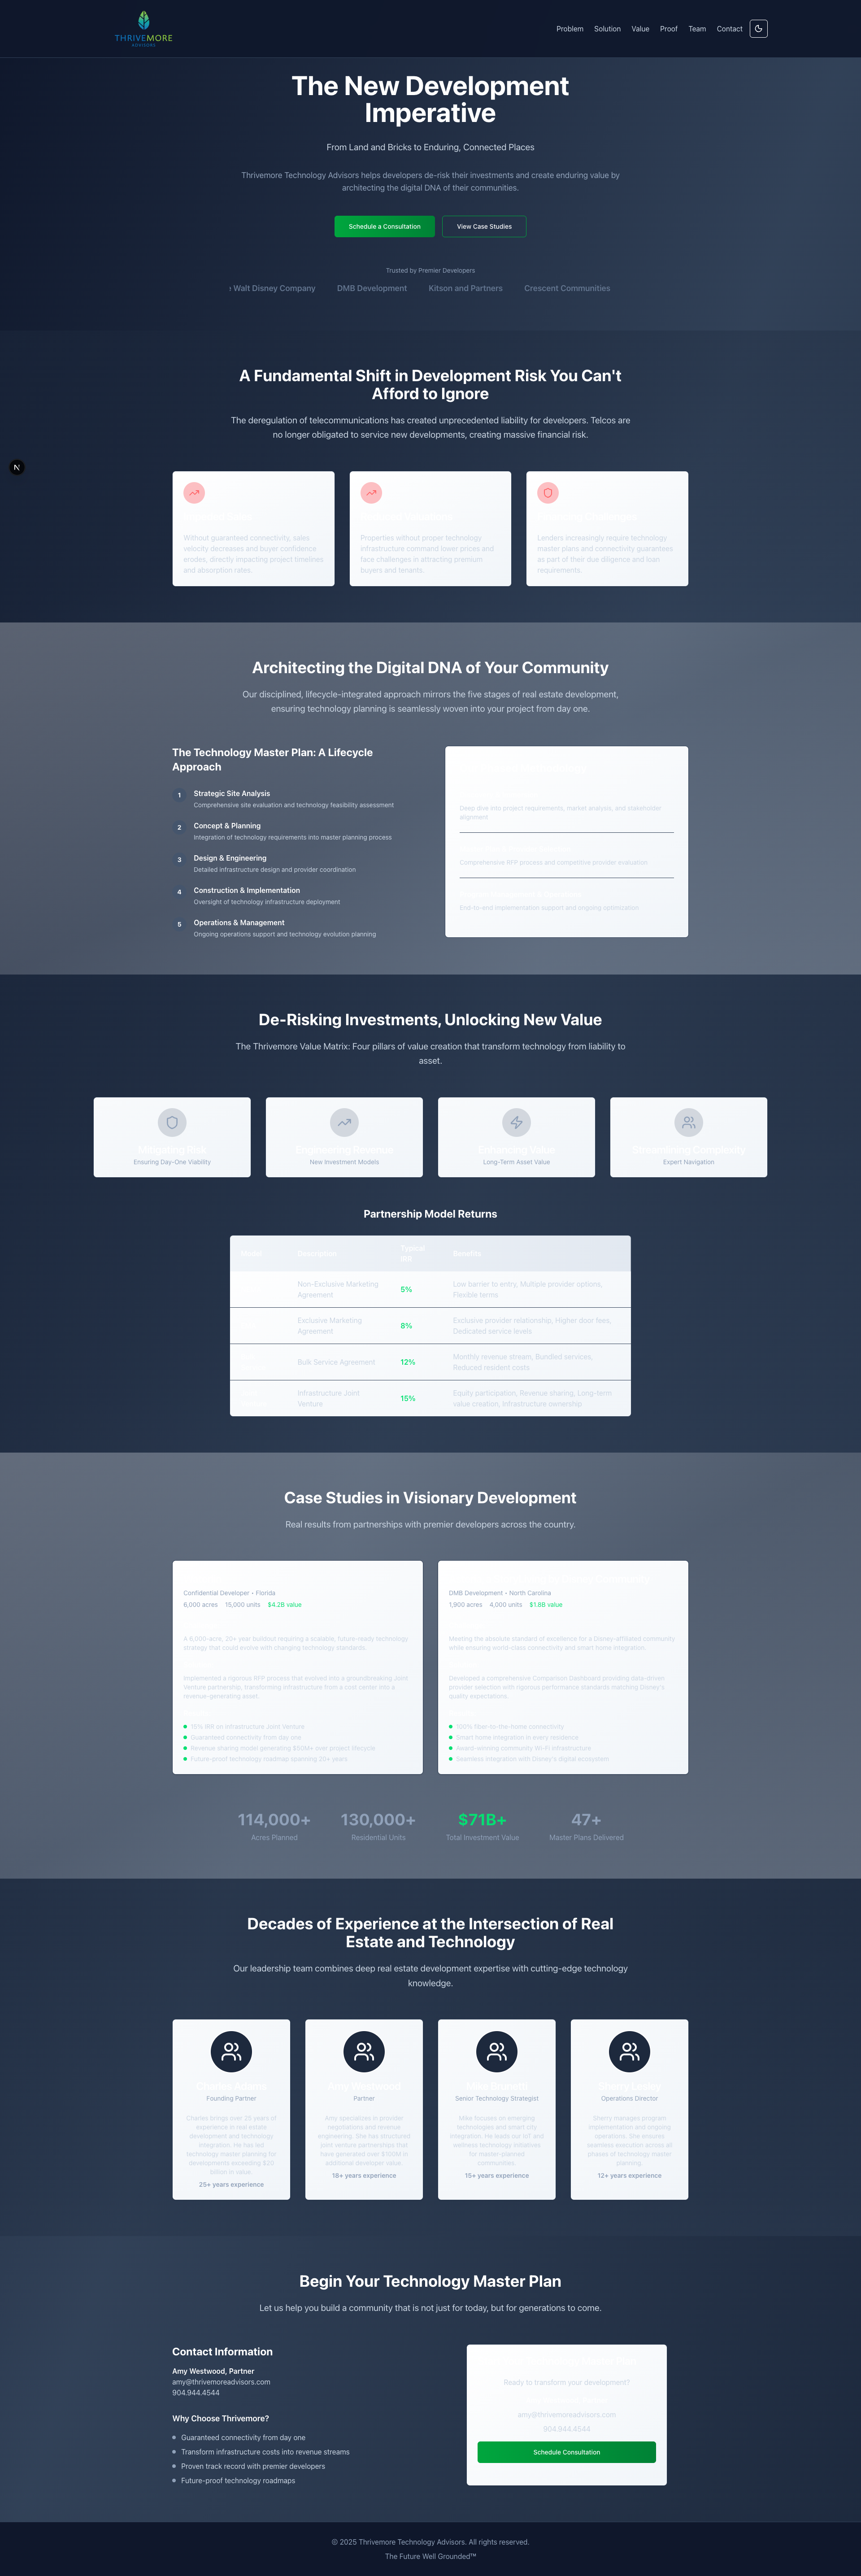 THRIVEMORE
ADVISORS
Problem Solution Value Proof Team Contact
The New Development
Imperative
From Land and Bricks to Enduring, Connected Places
Thrivemore Technology Advisors helps developers de-risk their investments and create enduring value by
architecting the digital DNA of their communities.
Schedule a Consultation View Case Studies
Trusted by Premier Developers
Walt Disney Company DMB Development Kitson and Partners Crescent Communities
A Fundamental Shift in Development Risk You Can't
Afford to Ignore
The deregulation of telecommunications has created unprecedented liability for developers. Telcos are
no longer obligated to service new developments, creating massive financial risk.
N
Without guaranteed connectivity, sales
velocity decreases and buyer confidence
erodes, directly impacting project timelines
and absorption rates.
Properties without proper technology
infrastructure command lower prices and
face challenges in attracting premium
buyers and tenants.
Lenders increasingly require technology
master plans and connectivity guarantees
as part of their due diligence and loan
requirements.
Architecting the Digital DNA of Your Community
Our disciplined, lifecycle-integrated approach mirrors the five stages of real estate development,
ensuring technology planning is seamlessly woven into your project from day one.
The Technology Master Plan: A Lifecycle
Approach
1 Strategic Site Analysis
Comprehensive site evaluation and technology feasibility assessment
2 Concept & Planning
Integration of technology requirements into master planning process
3 Design & Engineering
Detailed infrastructure design and provider coordination
4 Construction & Implementation
Oversight of technology infrastructure deployment
5 Operations & Management
Ongoing operations support and technology evolution planning
Deep dive into project requirements, market analysis, and stakeholder
alignment
Comprehensive RFP process and competitive provider evaluation
End-to-end implementation support and ongoing optimization
De-Risking Investments, Unlocking New Value
The Thrivemore Value Matrix: Four pillars of value creation that transform technology from liability to
asset.
Mitigating Risk
Ensuring Day-One Viability
Engineering Revenue
New Investment Models
Enhancing Value
Long-Term Asset Value
Streamlining Complexity
Expert Navigation
Partnership Model Returns
Model Description Typical IRR Benefits
Non-Exclusive Marketing
Agreement
5%
Low barrier to entry, Multiple provider options,
Flexible terms
Exclusive Marketing
Agreement
8%
Exclusive provider relationship, Higher door fees,
Dedicated service levels
Bulk Service Agreement
12%
Monthly revenue stream, Bundled services,
Reduced resident costs
Infrastructure Joint
Venture
15%
Equity participation, Revenue sharing, Long-term
value creation, Infrastructure ownership
Case Studies in Visionary Development
Real results from partnerships with premier developers across the country.
Confidential Developer • Florida
6,000 acres 15,000 units $4.2B value
A 6,000-acre, 20+ year buildout requiring a scalable, future-ready technology
strategy that could evolve with changing technology standards.
Implemented a rigorous RFP process that evolved into a groundbreaking Joint
Venture partnership, transforming infrastructure from a cost center into a
revenue-generating asset.
15% IRR on Infrastructure Joint Venture
Guaranteed connectivity from day one
Revenue sharing model generating $50M+ over project lifecycle
Future-proof technology roadmap spanning 20+ years
DMB Development • North Carolina
1,900 acres 4,000 units $1.8B value
Meeting the absolute standard of excellence for a Disney-affiliated community
while ensuring world-class connectivity and smart home integration.
Developed a comprehensive Comparison Dashboard providing data-driven
provider selection with rigorous performance standards matching Disney's
quality expectations.
100% fiber-to-the-home connectivity
Smart home integration in every residence
Award-winning community Wi-Fi infrastructure
Seamless integration with Disney's digital ecosystem
114,000+ 130,000+ $71B+ 47+
Acres Planned Residential Units Total Investment Value Master Plans Delivered
Decades of Experience at the Intersection of Real
Estate and Technology
Our leadership team combines deep real estate development expertise with cutting-edge technology
knowledge.
Founding Partner
Charles brings over 25 years of
experience in real estate
development and technology
integration. He has led
technology master planning for
developments exceeding $20
billion in value.
25+ years experience
Amy Westwood
Partner
Amy specializes in provider
negotiations and revenue
engineering. She has structured
joint venture partnerships that
have generated over $100M in
additional developer value.
18+ years experience
Senior Technology Strategist
Mike focuses on emerging
technologies and smart city
integration. He leads our IoT and
wellness technology initiatives
for master-planned
communities.
15+ years experience
Operations Director
Sherry manages program
implementation and ongoing
operations. She ensures
seamless execution across all
phases of technology master
planning.
12+ years experience
Begin Your Technology Master Plan
Let us help you build a community that is not just for today, but for generations to come.
Contact Information
Amy Westwood, Partner
amy@thrivemoreadvisors.com
904.944.4544
Why Choose Thrivemore?
Guaranteed connectivity from day one
Transform infrastructure costs into revenue streams
Proven track record with premier developers
Future-proof technology roadmaps
Ready to transform your development?
amy@thrivemoreadvisors.com
904.944.4544
Schedule Consultation
© 2025 Thrivemore Technology Advisors. All rights reserved.
The Future Well Grounded™